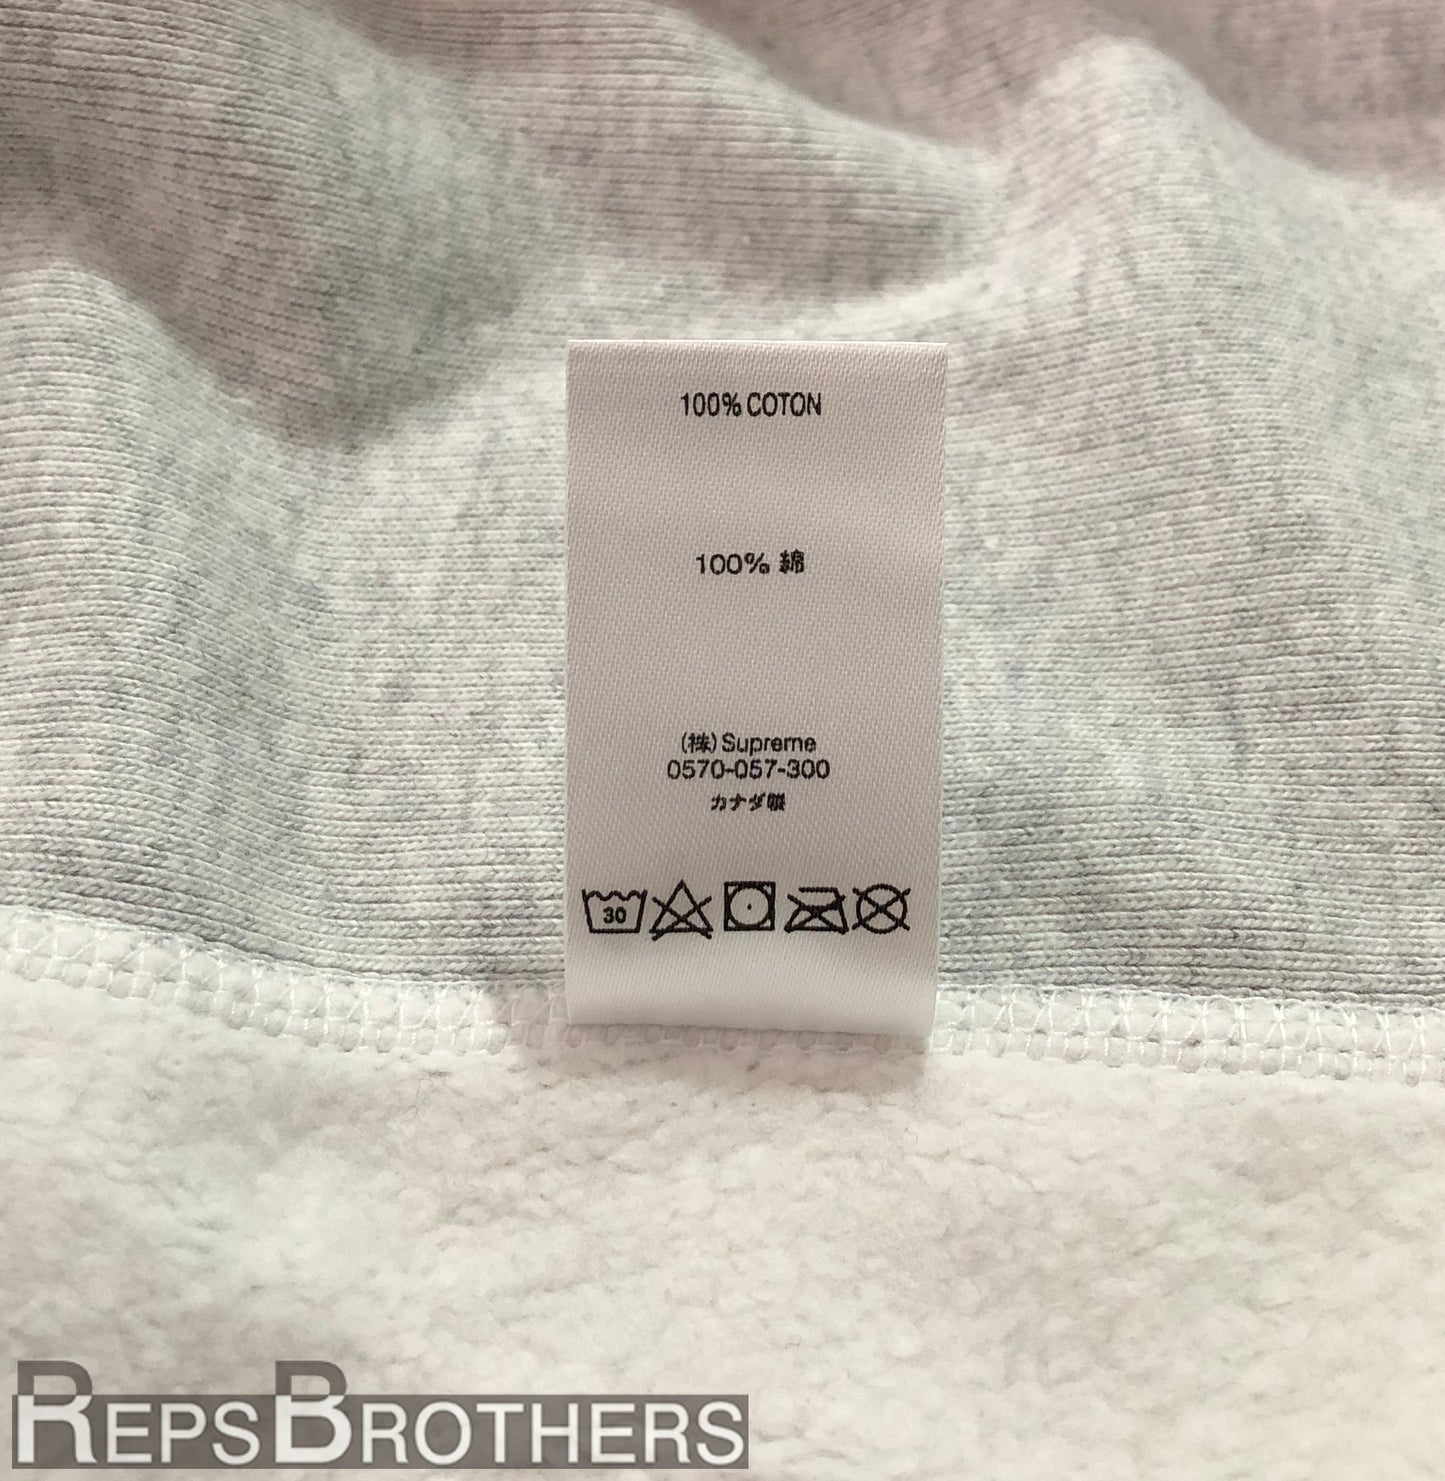 100% COTON
100% 綿
(株) Supreme
0570-057-300
カナダ製
30
REPSBROTHERS